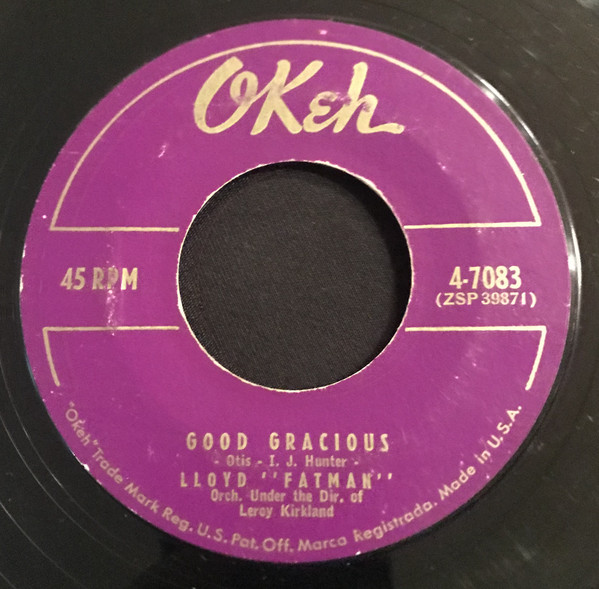 OKeh
45 RPM
4-7083
(ZSP 39871)
GOOD GRACIOUS
- Otis - I. J. Hunter -
LLOYD "FATMAN"
Orch. Under the Dir. of
Leroy Kirkland
"OKeh" Trade Mark Reg. U.S. Pat. Off. Marca Registrada. Made in U.S.A.